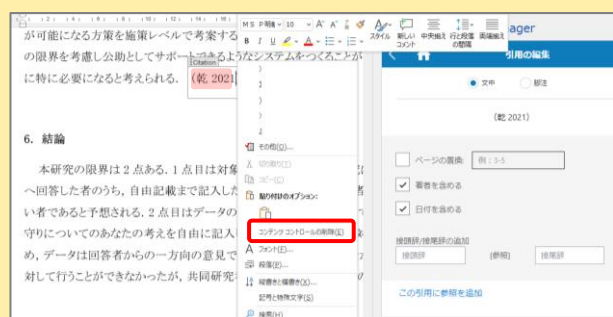 が可能になる方策を施策レベルで考案する
の限界を考慮し公助としてサポートできるようなシステムをつくることが
に特に必要になると考えられる.
Citation
(乾 2021
6. 結論
本研究の限界は2点ある. 1点目は対象
へ回答した者のうち, 自由記載まで記入した
い者であると予想される. 2点目はデータの
守りについてのあなたの考えを自由に記入
め, データは回答者からの一方向の意見で
対して行うことができなかったが, 共同研究
MS P明朝
10
A^ A^
B I U
スタイル
新しい
コメント
中央揃え
行と段落
の間隔
両端揃え
その他(O)...
切り取り(T)
コピー(C)
貼り付けのオプション:
コンテンツ コントロールの削除(E)
フォント(F)...
段落(P)...
縦書きと横書き(X)...
記号と特殊文字(S)
検索(H)
ager
引用の編集
文中
脚注
(乾 2021)
ページの置換:
例：3-5
著者を含める
日付を含める
接頭辞/接尾辞の追加
接頭辞
(参照)
接尾辞
この引用に参照を追加